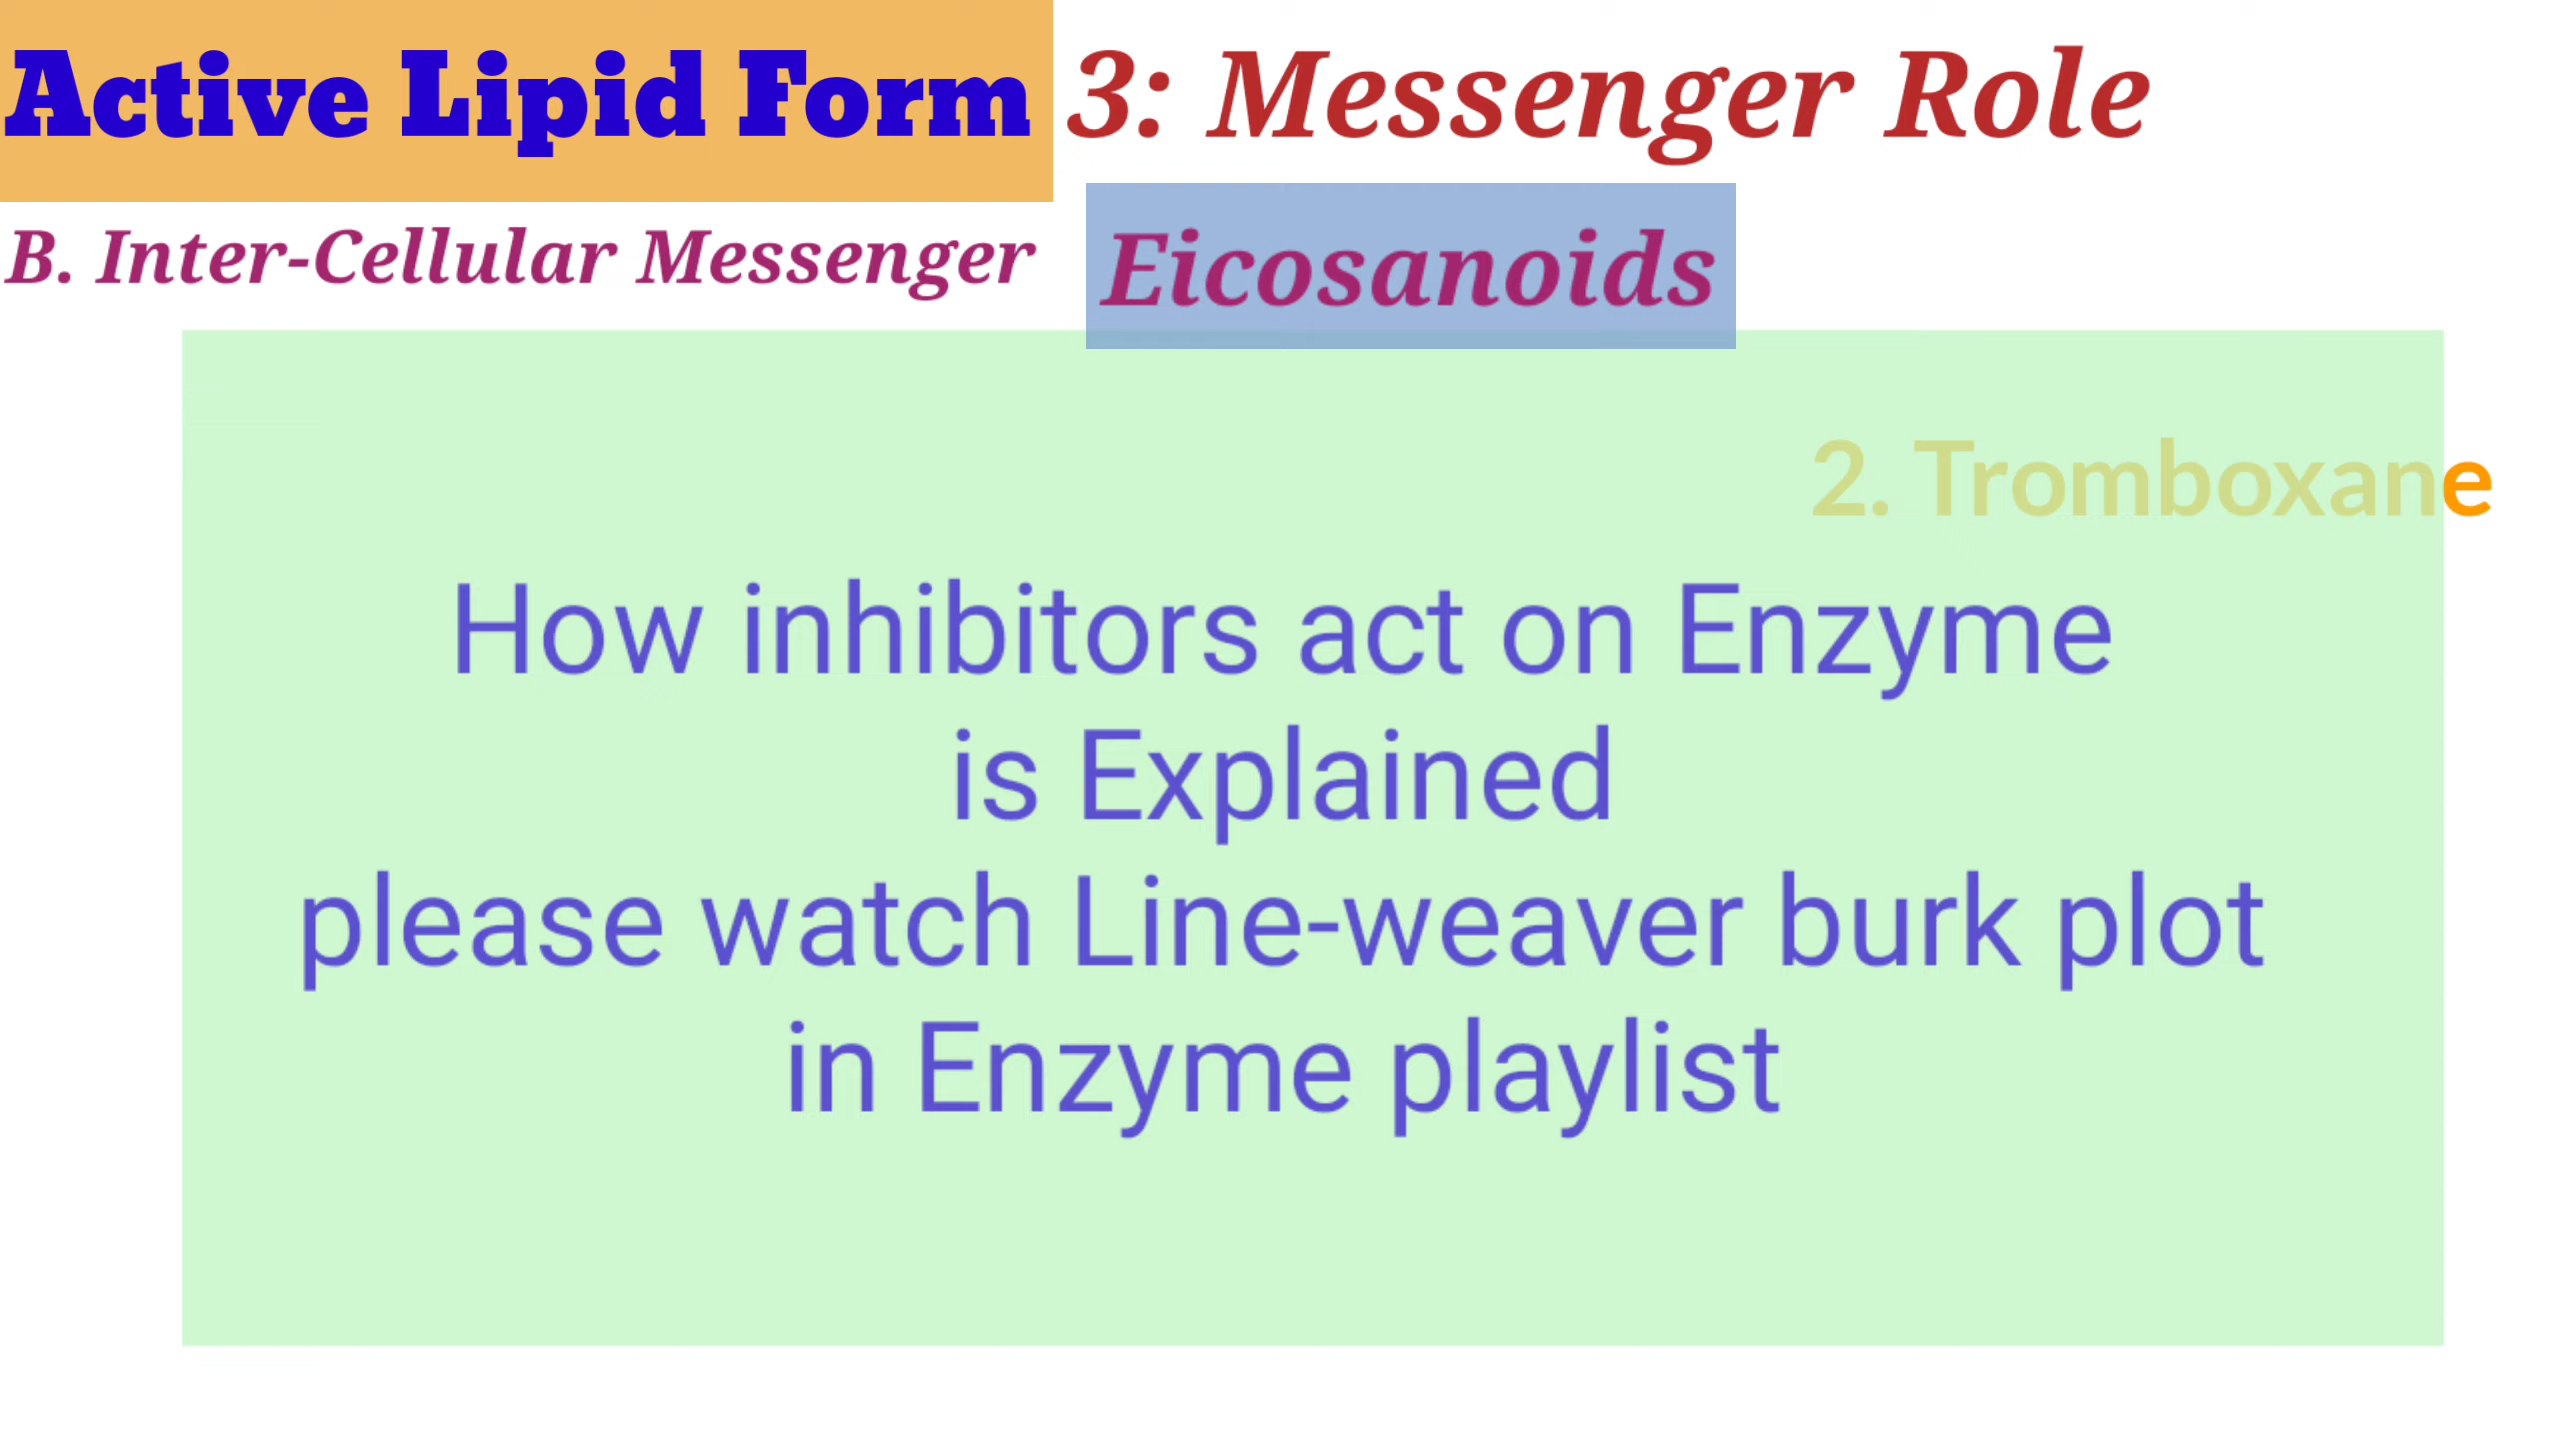 Active Lipid Form 3: Messenger Role
B. Inter-Cellular Messenger Eicosanoids
2. Tromboxane
How inhibitors act on Enzyme
is Explained
please watch Line-weaver burk plot
in Enzyme playlist